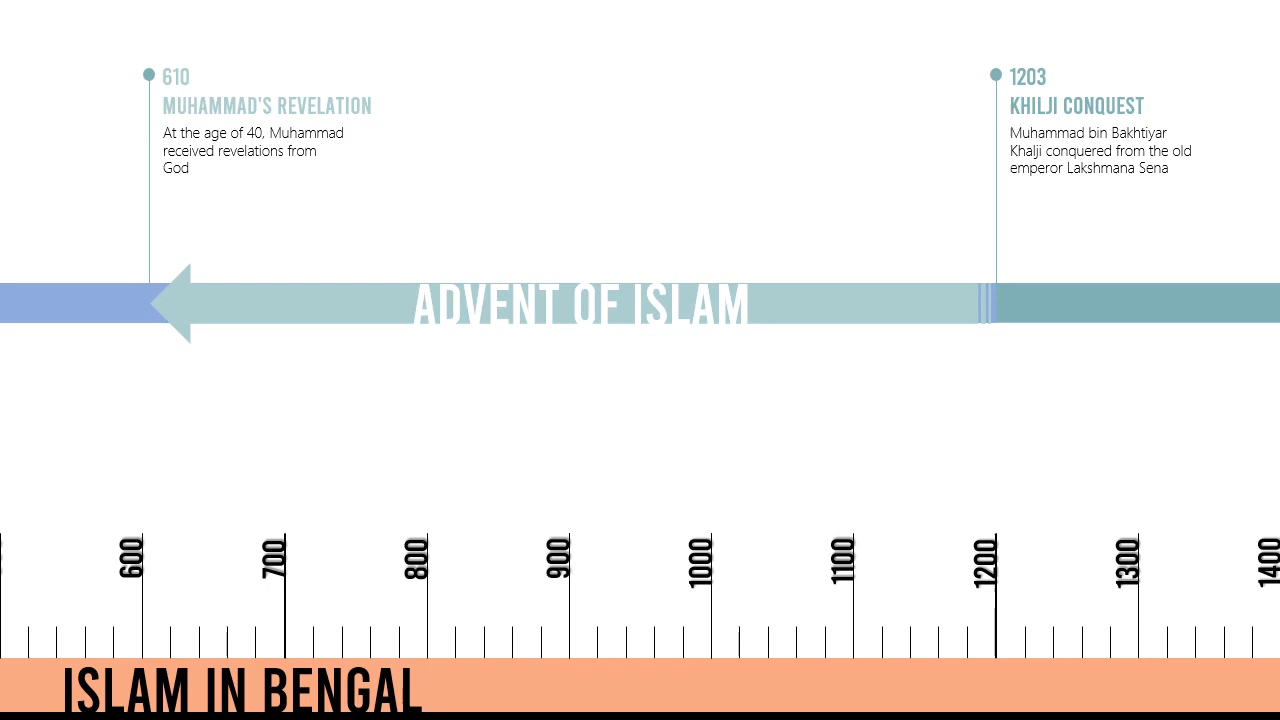 610
MUHAMMAD'S REVELATION
At the age of 40, Muhammad
received revelations from
God
1203
KHILJI CONQUEST
Muhammad bin Bakhtiyar
Khalji conquered from the old
emperor Lakshmana Sena
ADVENT OF ISLAM
600
700
800
900
1000
1100
1200
1300
1400
ISLAM IN BENGAL